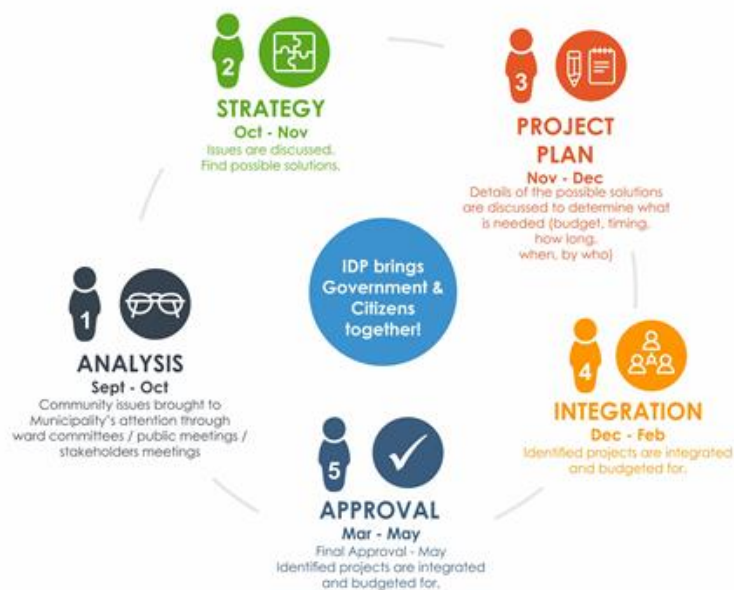 1
ANALYSIS
Sept - Oct
Community issues brought to
Municipality's attention through
ward committees / public meetings /
stakeholders meetings
2
STRATEGY
Oct - Nov
Issues are discussed.
Find possible solutions.
3
PROJECT
PLAN
Nov - Dec
Details of the possible solutions
are discussed to determine what
is needed (budget, timing,
how long,
when, by who)
4
INTEGRATION
Dec - Feb
Identified projects are integrated
and budgeted for.
5
APPROVAL
Mar - May
Final Approval - May
Identified projects are integrated
and budgeted for.
IDP brings
Government &
Citizens
together!